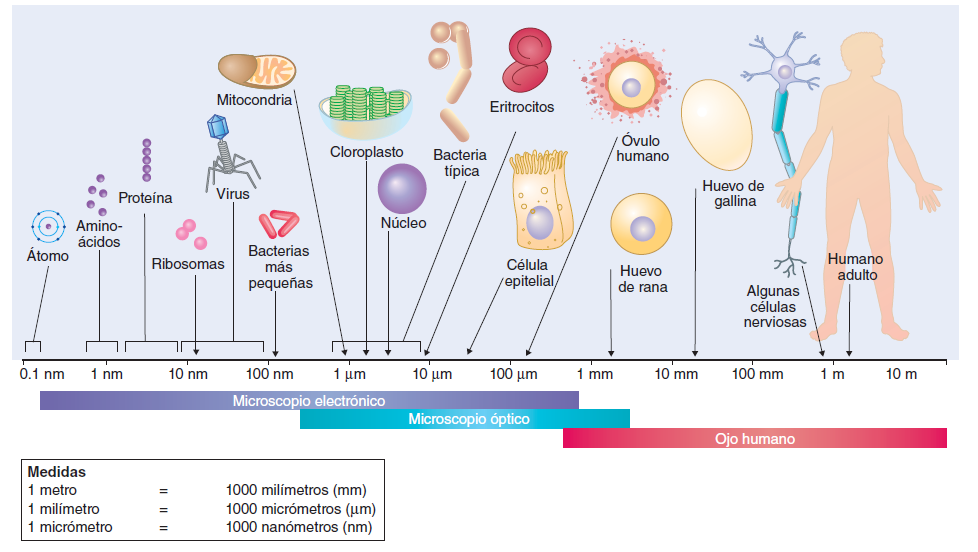 Átomo
Amino-
ácidos
Proteína
Ribosomas
Virus
Mitocondria
Bacterias
más
pequeñas
Cloroplasto
Núcleo
Bacteria
típica
Eritrocitos
Célula
epitelial
Óvulo
humano
Huevo
de rana
Huevo de
gallina
Algunas
células
nerviosas
Humano
adulto
0.1 nm 1 nm 10 nm 100 nm 1 μm 10 μm 100 μm 1 mm 10 mm 100 mm 1 m 10 m
Microscopio electrónico
Microscopio óptico
Ojo humano
Medidas
1 metro = 1000 milímetros (mm)
1 milímetro = 1000 micrómetros (μm)
1 micrómetro = 1000 nanómetros (nm)